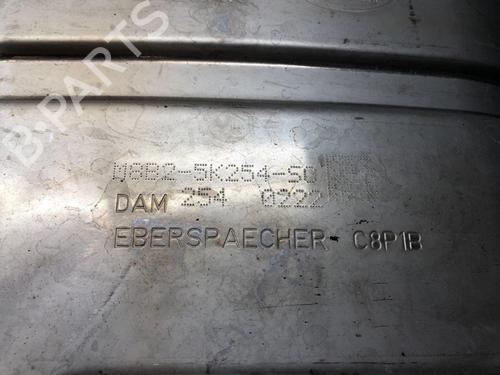 B-PARTS
W8B2-5K254-SC
DAM 254 0222
EBERSPAECHER C8P1B